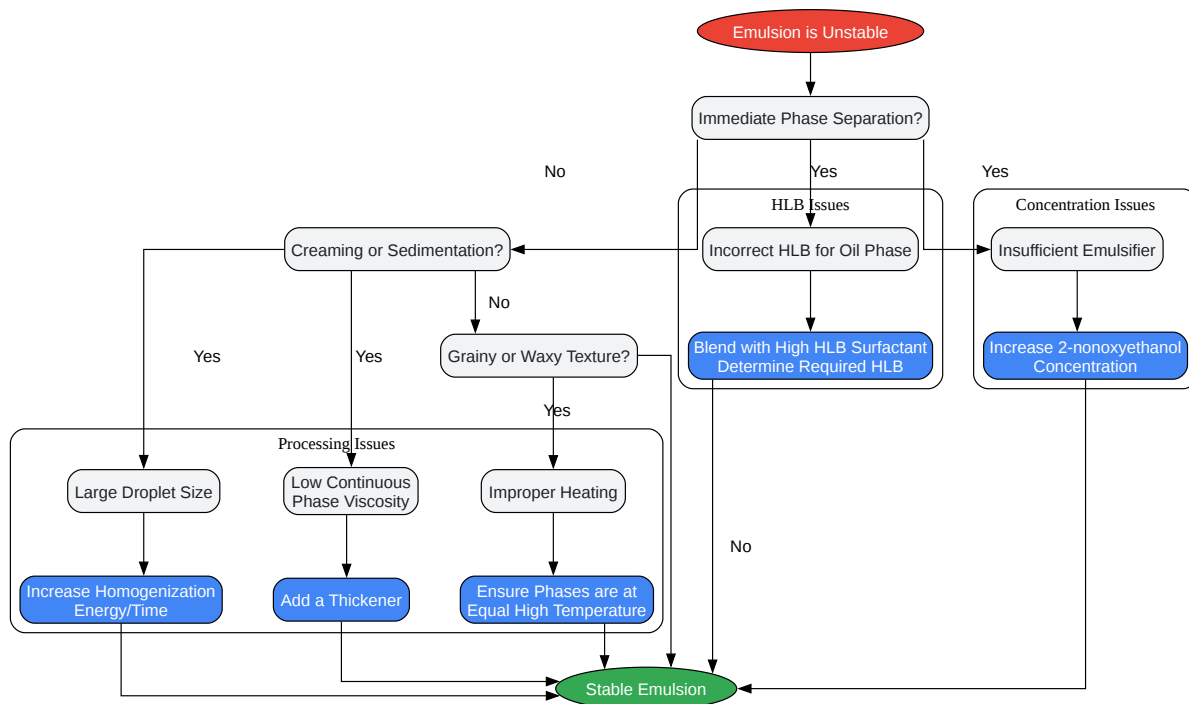 Emulsion is Unstable
Immediate Phase Separation?
No
Yes
Yes
HLB Issues
Concentration Issues
Creaming or Sedimentation?
Incorrect HLB for Oil Phase
Insufficient Emulsifier
No
Yes
Yes
Grainy or Waxy Texture?
Blend with High HLB Surfactant
Determine Required HLB
Increase 2-nonoxyethanol
Concentration
Yes
Processing Issues
Large Droplet Size
Low Continuous
Phase Viscosity
Improper Heating
No
Increase Homogenization
Energy/Time
Add a Thickener
Ensure Phases are at
Equal High Temperature
Stable Emulsion